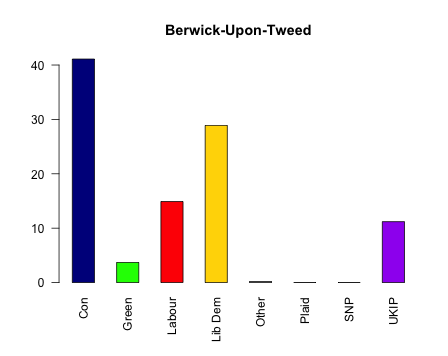 Berwick-Upon-Tweed
40
30
20
10
0
Con
Green
Labour
Lib Dem
Other
Plaid
SNP
UKIP